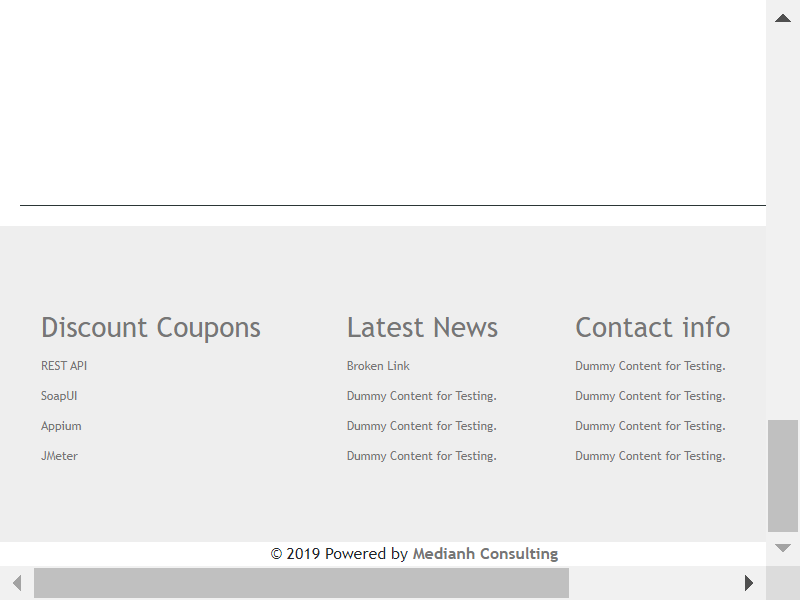 Discount Coupons
REST API
SoapUI
Appium
JMeter
Latest News
Broken Link
Dummy Content for Testing.
Dummy Content for Testing.
Dummy Content for Testing.
Contact info
Dummy Content for Testing.
Dummy Content for Testing.
Dummy Content for Testing.
Dummy Content for Testing.
© 2019 Powered by Medianh Consulting